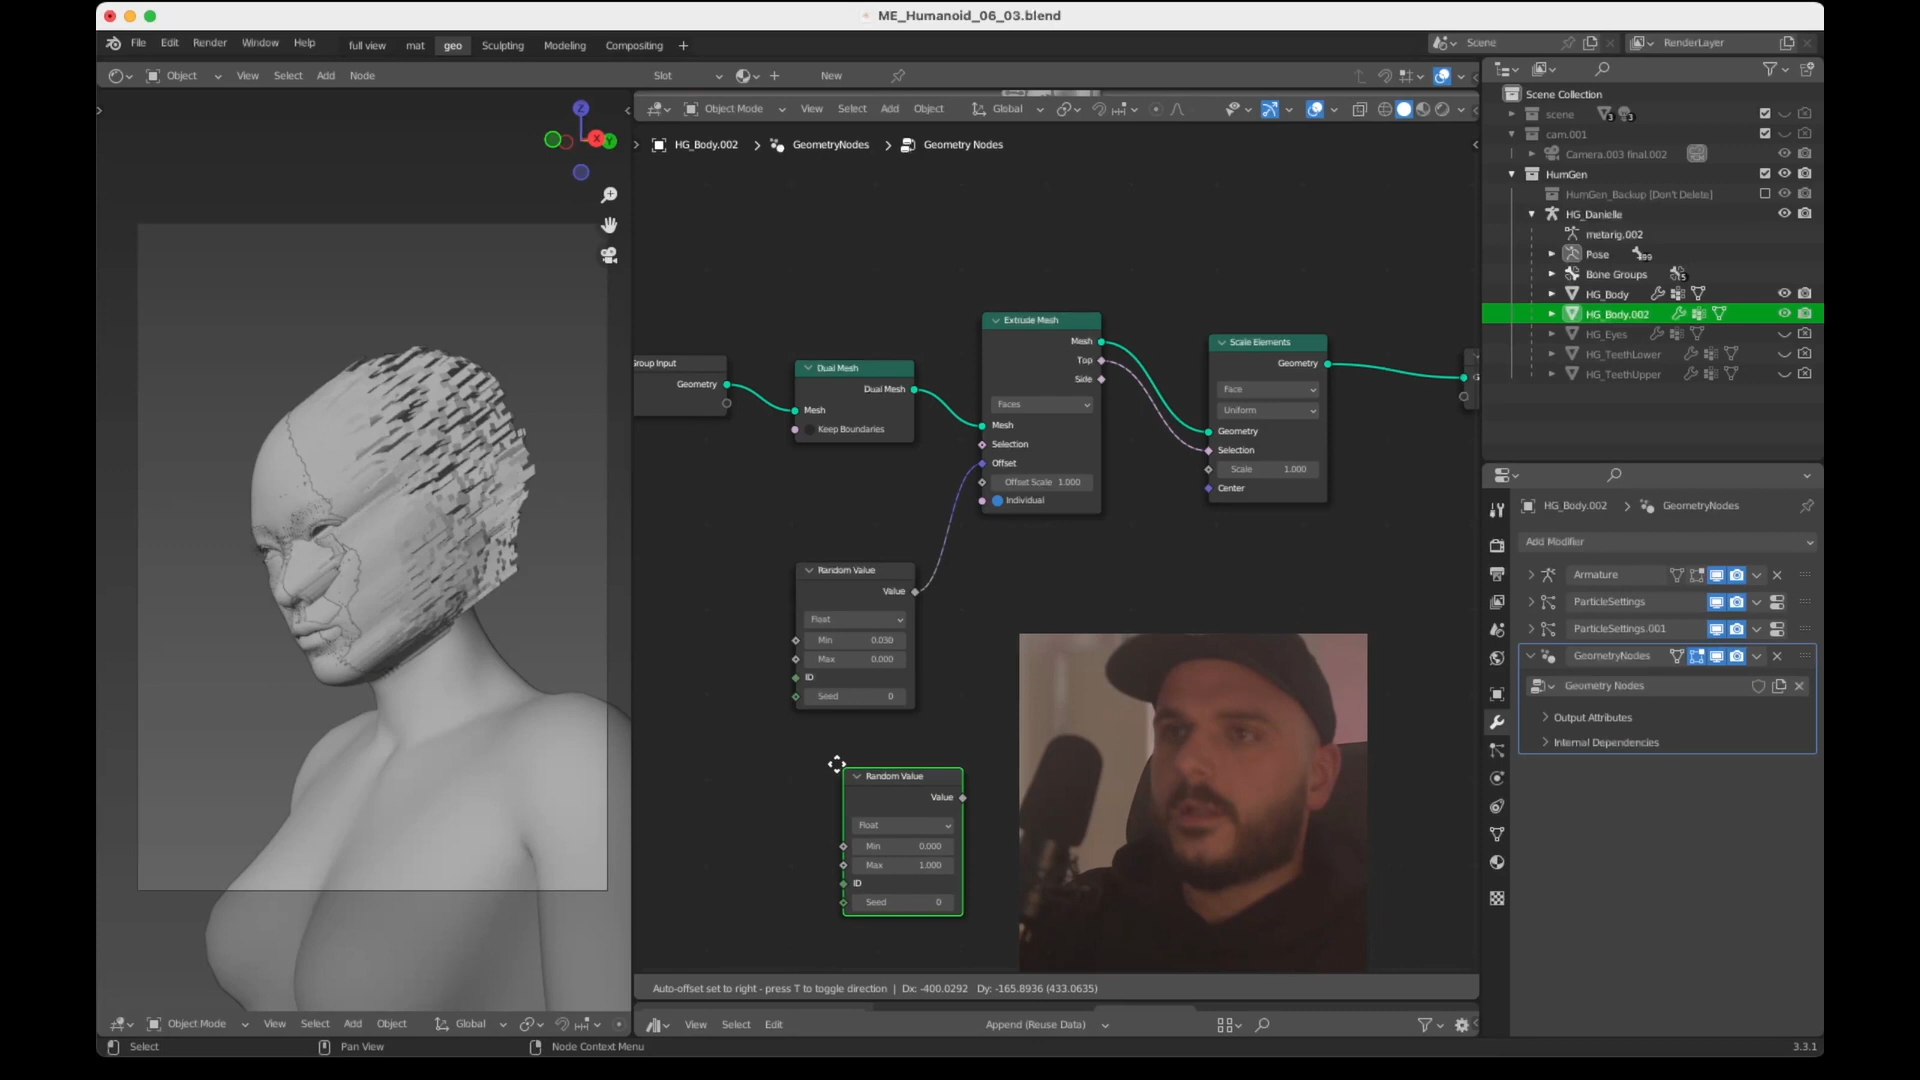 ME_Humanoid_06_03.blend
File Edit Render Window Help full view mat geo Sculpting Modeling Compositing + Scene RenderLayer
Object View Select Add Node Slot New
Object Mode View Select Add Object Global
HG_Body.002 > GeometryNodes > Geometry Nodes
Scene Collection
scene 3 3
cam.001
Camera.003 final.002
HumGen
HumGen_Backup [Don't Delete]
HG_Danielle
metarig.002
Pose
Bone Groups 15
HG_Body
HG_Body.002
HG_Eyes
HG_TeethLower
HG_TeethUpper
Z
X Y
Group Input
Geometry
Dual Mesh
Dual Mesh
Mesh
Keep Boundaries
Extrude Mesh
Mesh
Top
Side
Faces
Mesh
Selection
Offset
Offset Scale 1.000
Individual
Scale Elements
Geometry
Face
Uniform
Geometry
Selection
Scale 1.000
Center
Random Value
Value
Float
Min 0.030
Max 0.000
ID
Seed 0
Random Value
Value
Float
Min 0.000
Max 1.000
ID
Seed 0
HG_Body.002 > GeometryNodes
Add Modifier
Armature
ParticleSettings
ParticleSettings.001
GeometryNodes
Geometry Nodes
Output Attributes
Internal Dependencies
Auto-offset set to right - press T to toggle direction | Dx: -400.0292 Dy: -165.8936 (433.0635)
Object Mode View Select Add Object Global View Select Edit Append (Reuse Data)
Select Pan View Node Context Menu 3.3.1